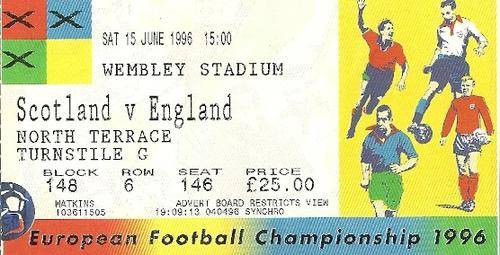 SAT 15 JUNE 1996 15:00
WEMBLEY STADIUM
Scotland v England
NORTH TERRACE
TURNSTILE G
BLOCK ROW SEAT PRICE
148 6 146 £25.00
WATKINS ADVERT BOARD RESTRICTS VIEW
103611505 19:09:13 040496 SYNCHRO
European Football Championship 1996